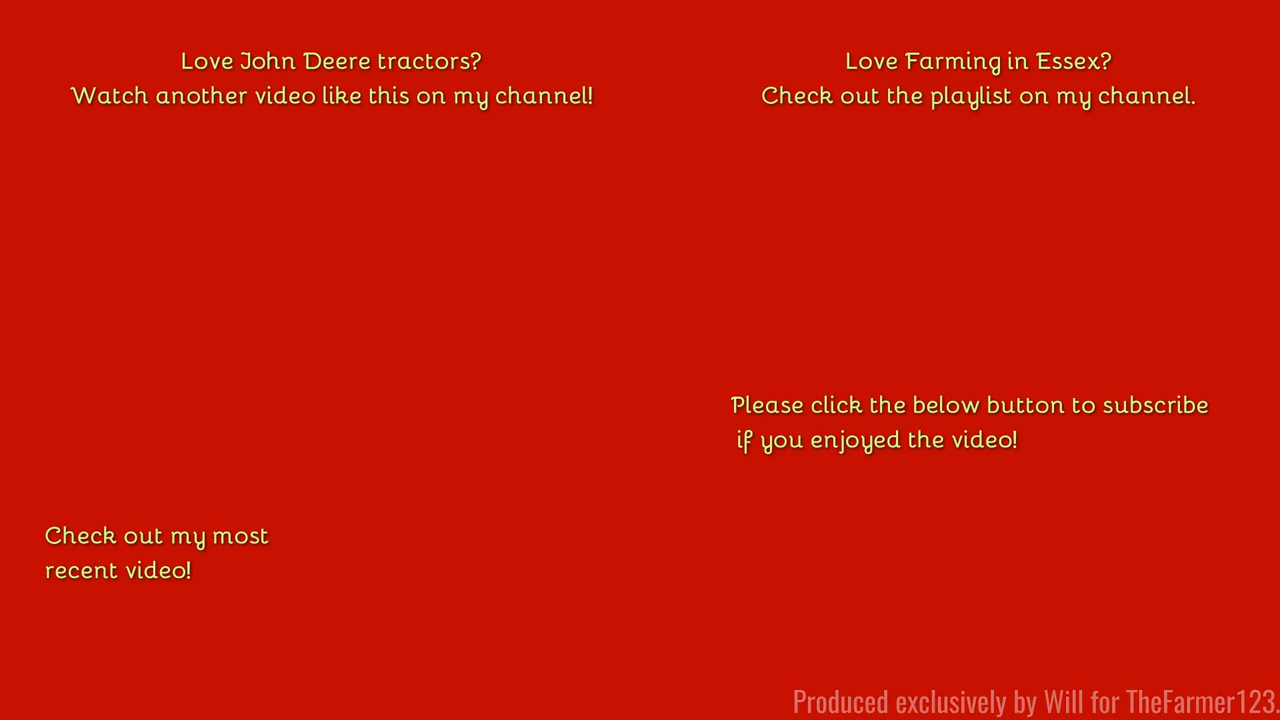 Love John Deere tractors?
Watch another video like this on my channel!
Love Farming in Essex?
Check out the playlist on my channel.
Please click the below button to subscribe
if you enjoyed the video!
Check out my most
recent video!
Produced exclusively by Will for TheFarmer123.